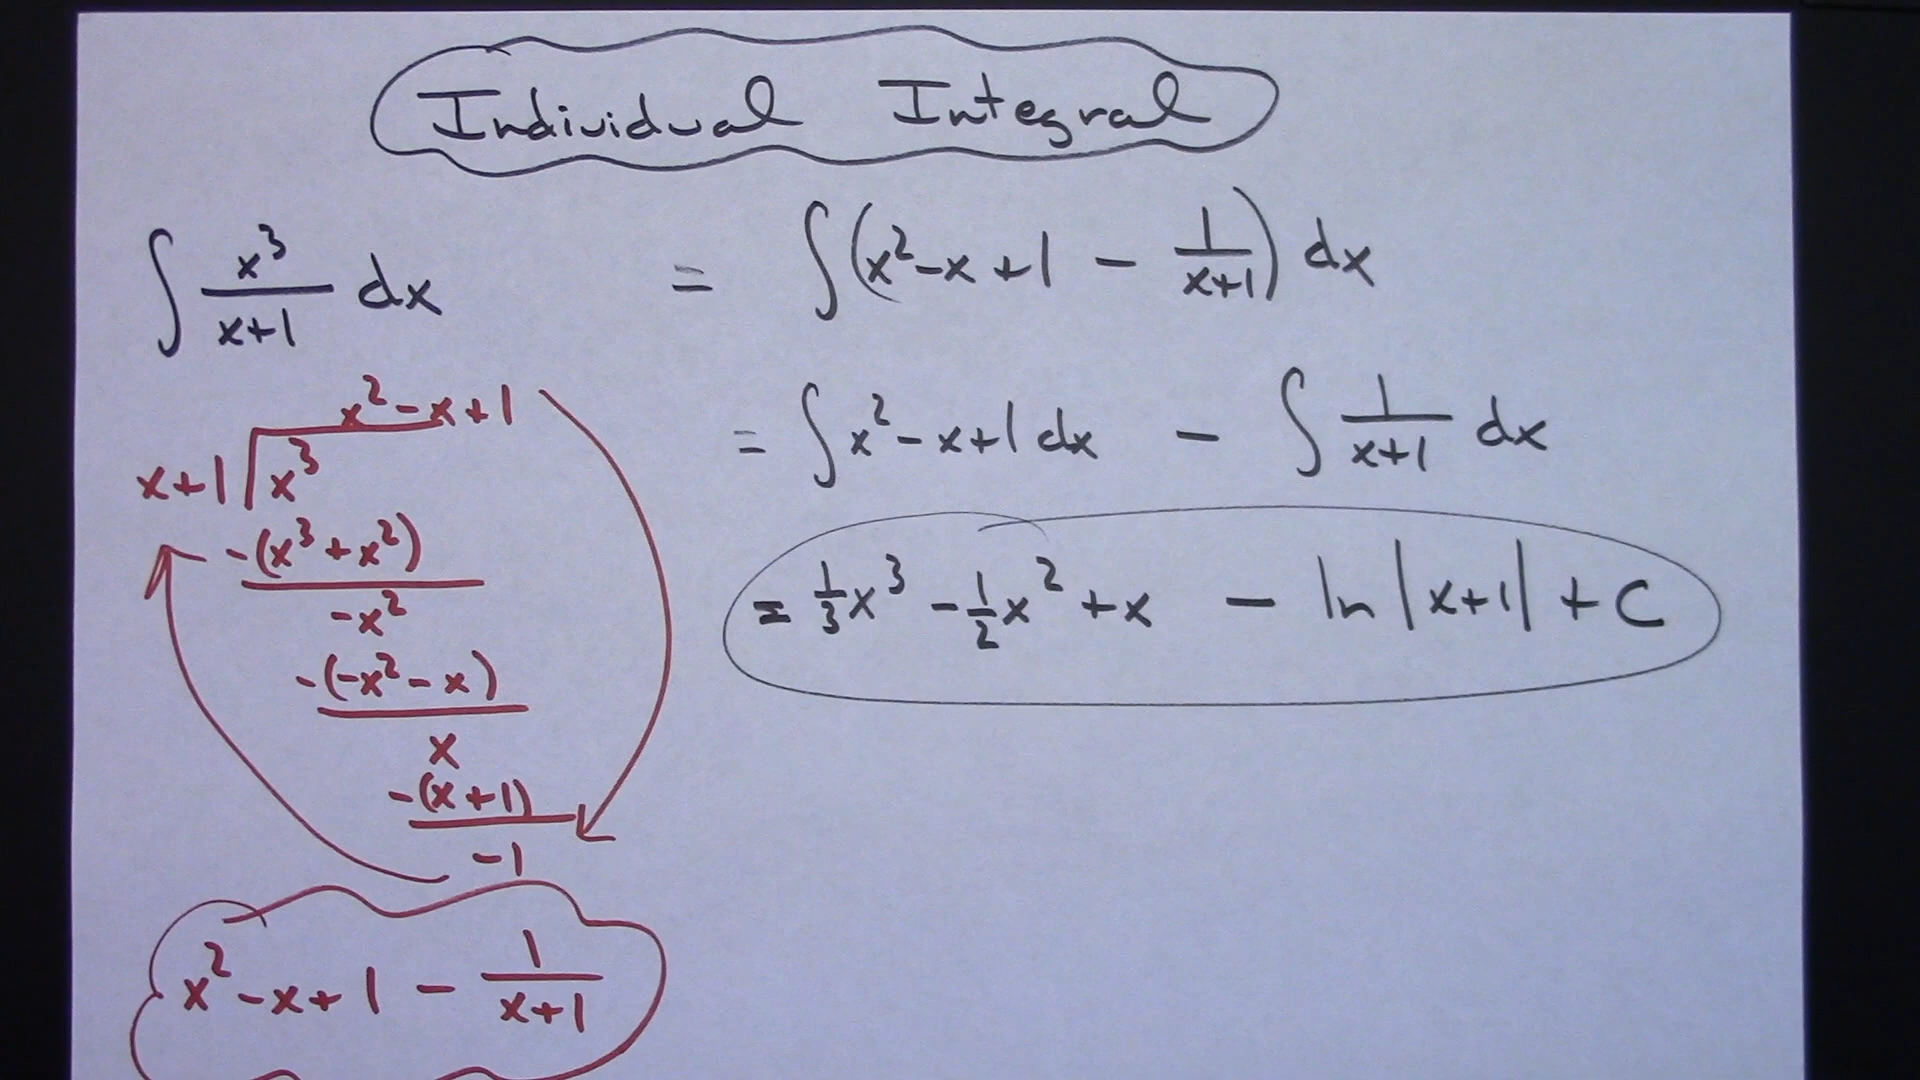 Individual Integral
∫ x³/(x+1) dx = ∫(x²-x+1 - 1/(x+1)) dx
= ∫x²-x+1 dx - ∫ 1/(x+1) dx
= 1/3 x³ - 1/2 x² + x - ln|x+1| + C
x²-x+1
x+1 √x³
-(x³+x²)
-x²
-(-x²-x)
x
-(x+1)
-1
x²-x+1 - 1/(x+1)